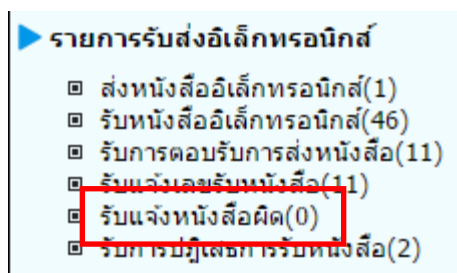 รายการรับส่งอิเล็กทรอนิกส์
ส่งหนังสืออิเล็กทรอนิกส์(1)
รับหนังสืออิเล็กทรอนิกส์(46)
รับการตอบรับการส่งหนังสือ(11)
รับแจ้งเลขรับหนังสือ(11)
รับแจ้งหนังสือผิด(0)
รับการปฏิเสธการรับหนังสือ(2)